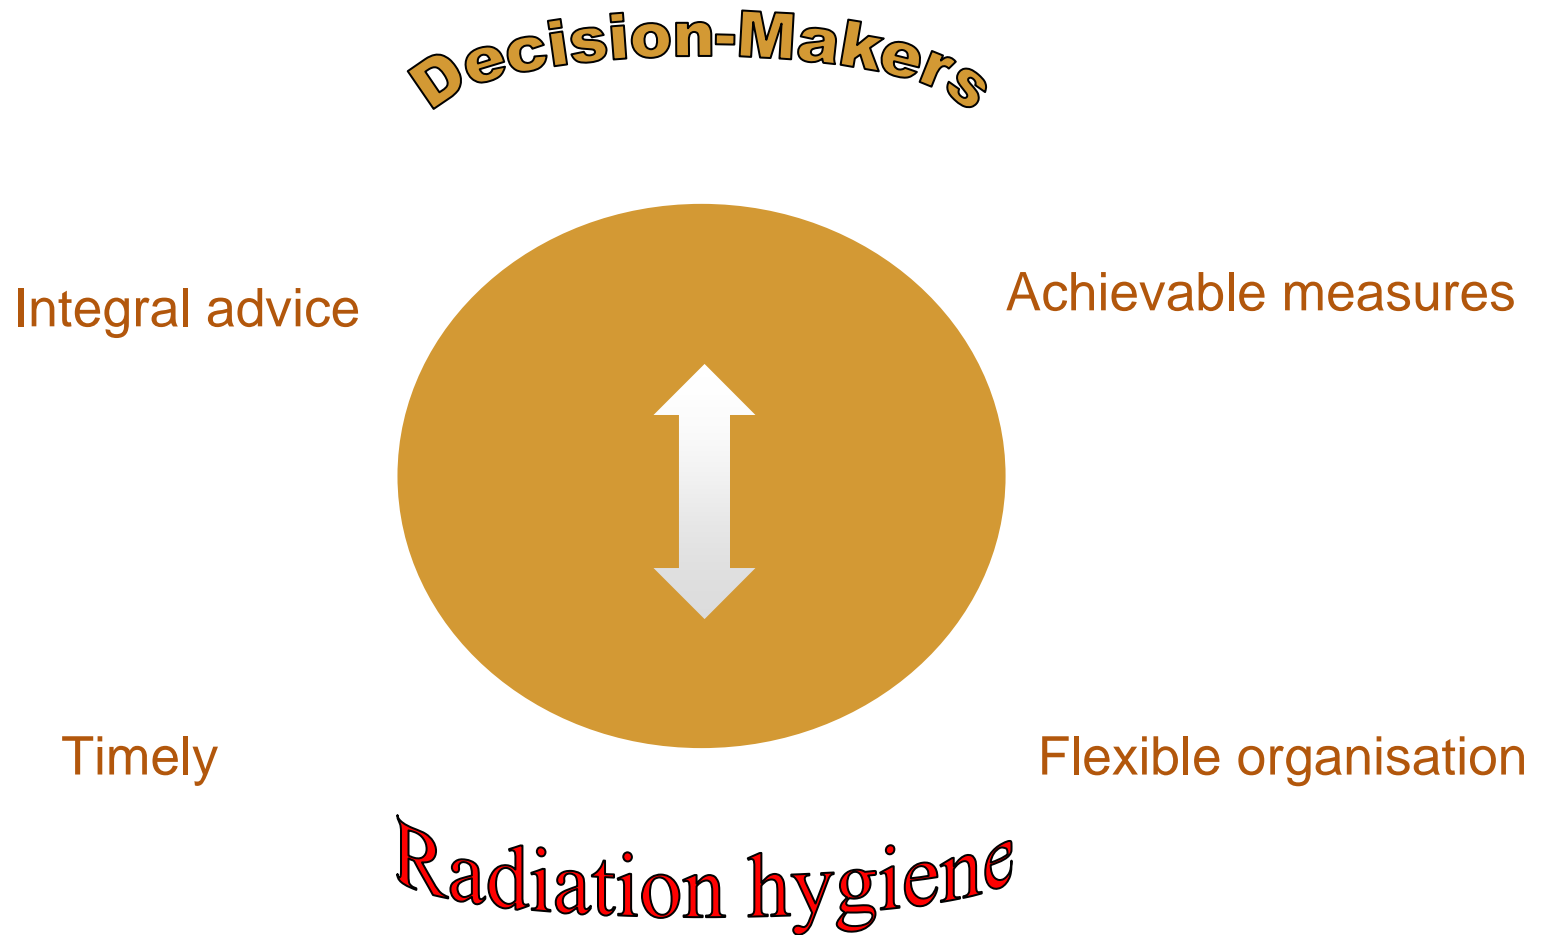 Decision-Makers
Integral advice
Achievable measures
Timely
Flexible organisation
Radiation hygiene